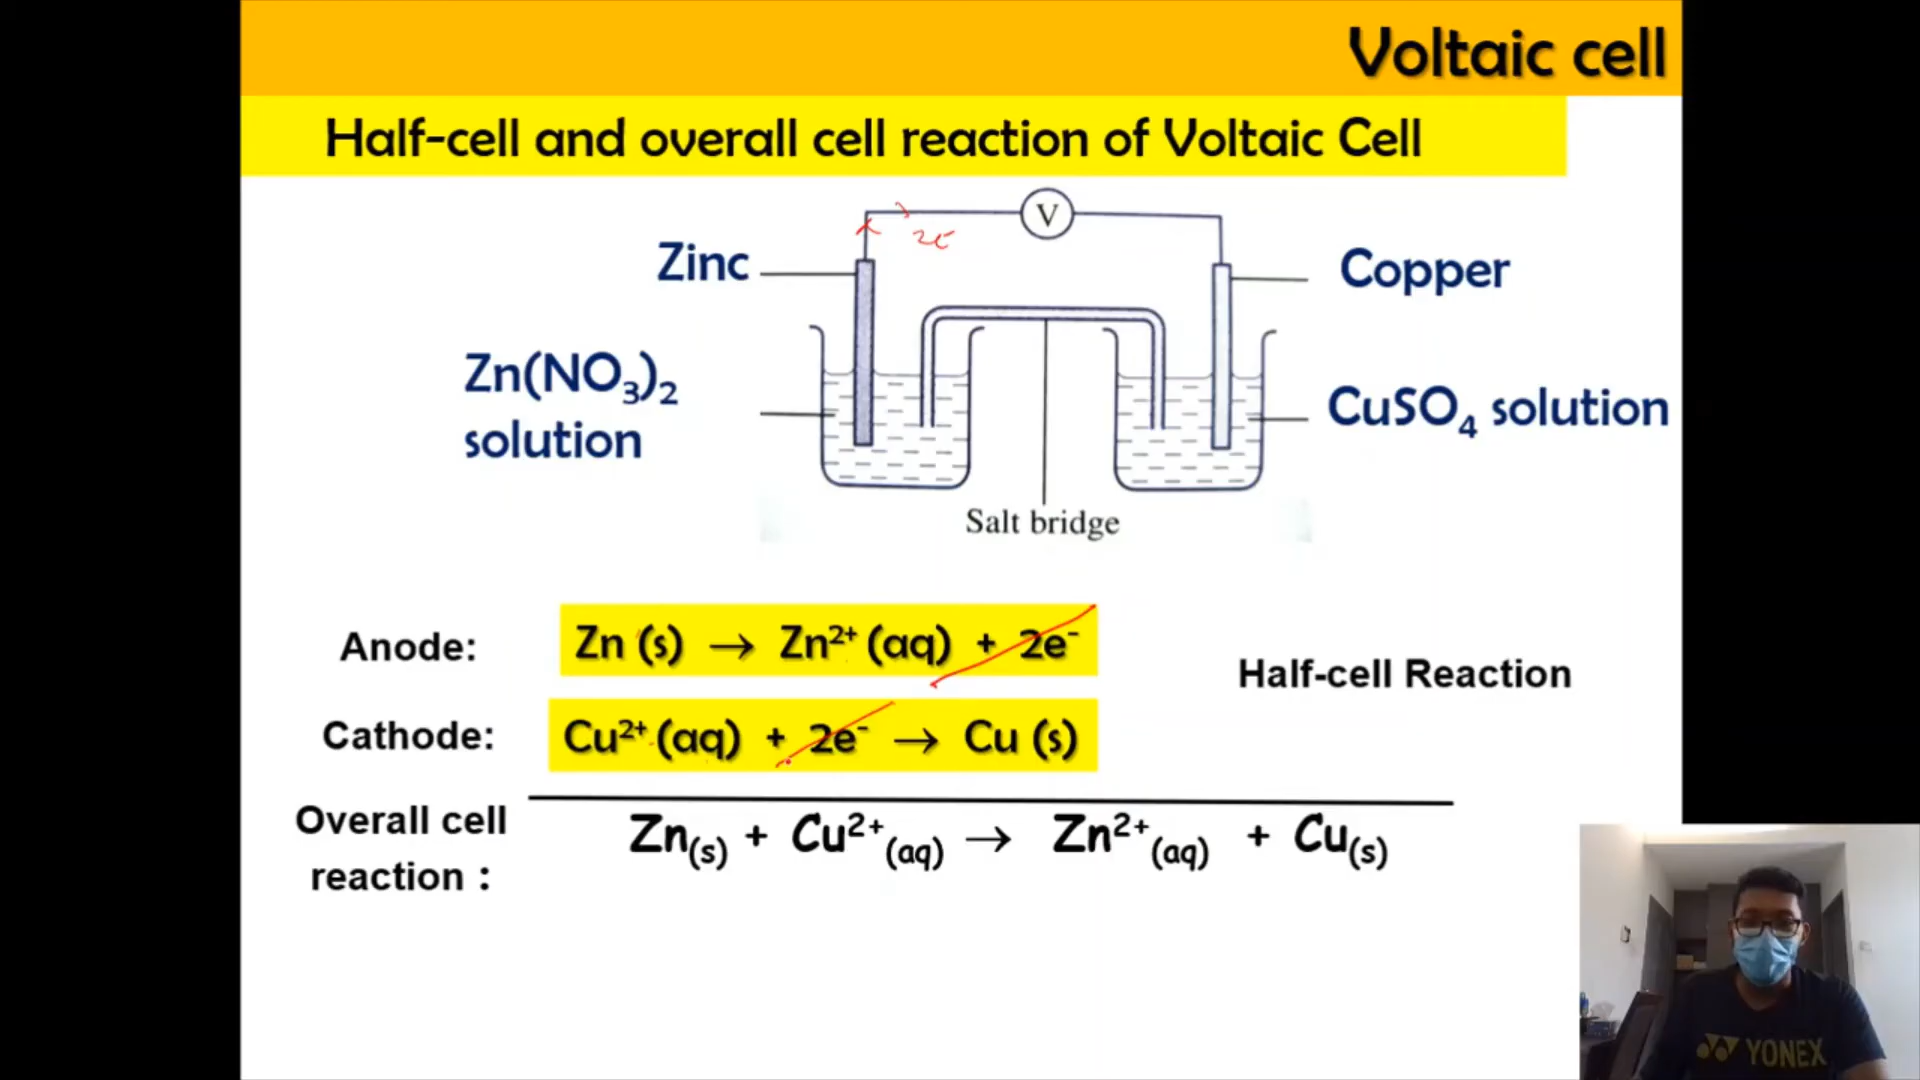 Voltaic cell
Half-cell and overall cell reaction of Voltaic Cell
V
2e⁻
Zinc
Copper
Zn(NO₃)₂
solution
CuSO₄ solution
Salt bridge
Anode: Zn (s) → Zn²⁺ (aq) + 2e⁻
Half-cell Reaction
Cathode: Cu²⁺ (aq) + 2e⁻ → Cu (s)
Overall cell
reaction :
Zn(s) + Cu²⁺(aq) → Zn²⁺(aq) + Cu(s)
YONEX